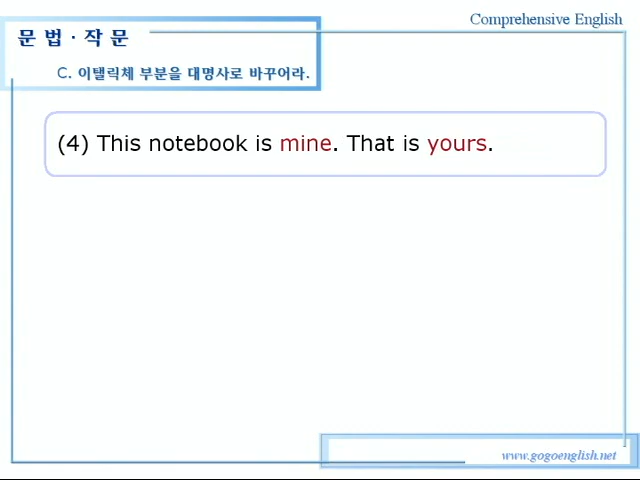 Comprehensive English
문 법 · 작 문
C. 이탤릭체 부분을 대명사로 바꾸어라.
(4) This notebook is mine. That is yours.
www.gogoenglish.net